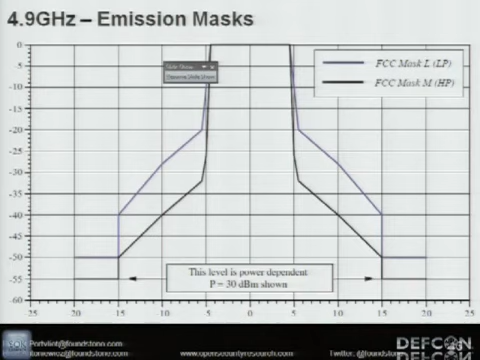 4.9GHz – Emission Masks
FCC Mask L (LP)
FCC Mask M (HP)
0
-5
-10
-15
-20
-25
-30
-35
-40
-45
-50
-55
-60
This level is power dependent
P = 30 dBm shown
25 20 15 10 5 0 5 10 15 20 25
www.opensecurityresearch.com
Twitter:
DEFCON